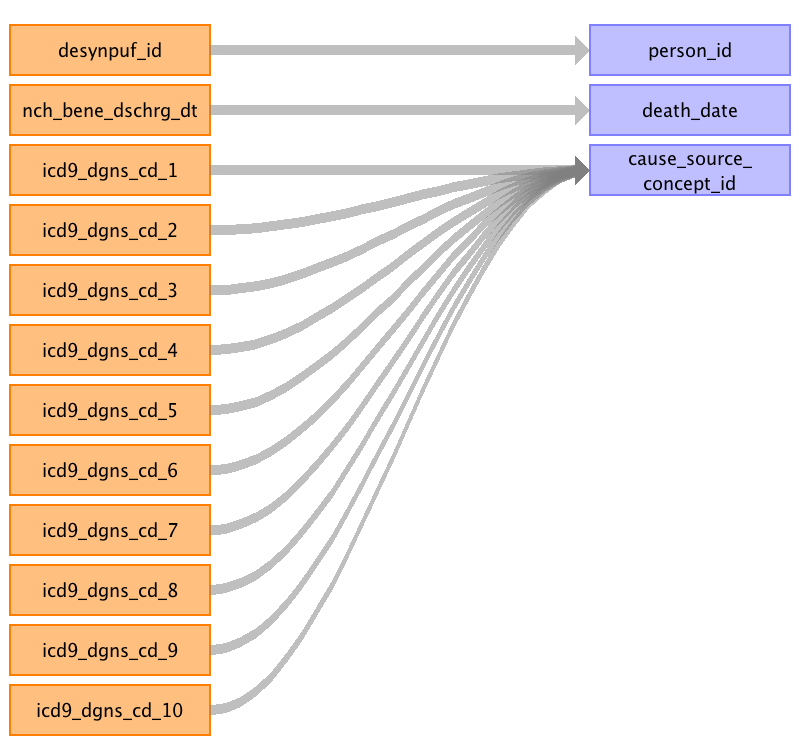 desynpuf_id
person_id
nch_bene_dschrg_dt
death_date
icd9_dgns_cd_1
cause_source_
concept_id
icd9_dgns_cd_2
icd9_dgns_cd_3
icd9_dgns_cd_4
icd9_dgns_cd_5
icd9_dgns_cd_6
icd9_dgns_cd_7
icd9_dgns_cd_8
icd9_dgns_cd_9
icd9_dgns_cd_10